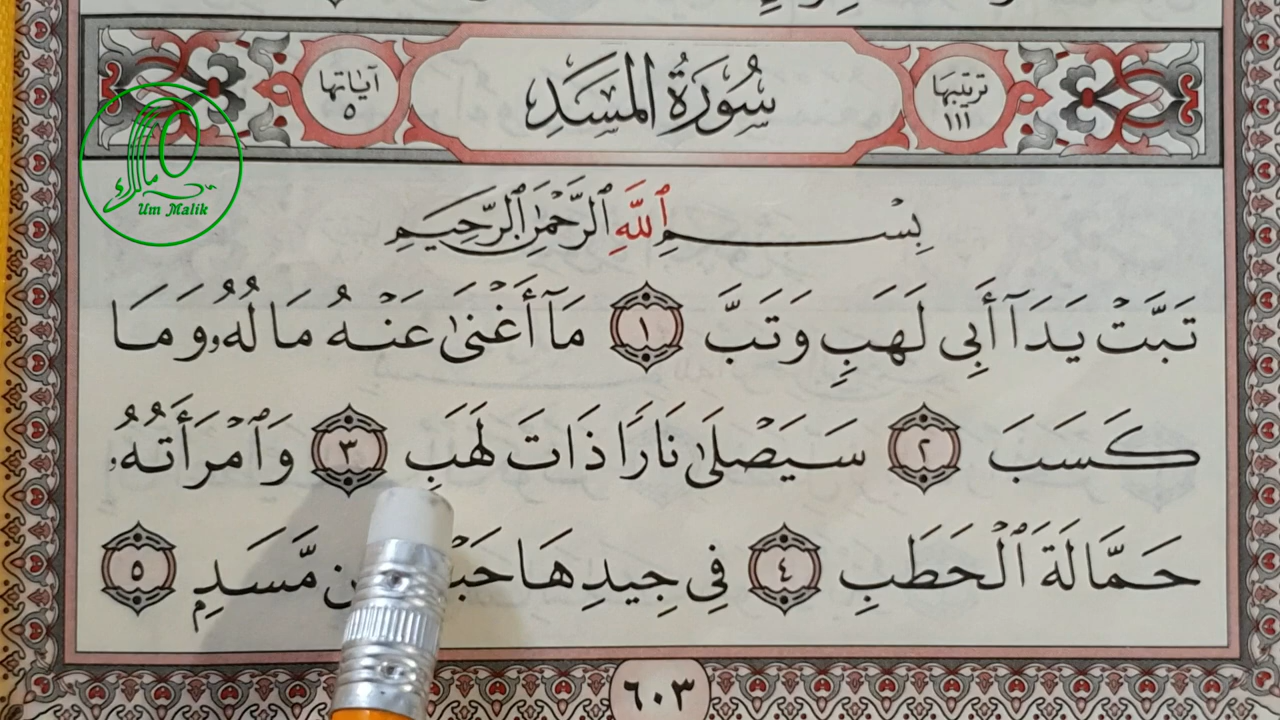 ترتيبها
١١١
سُورَةُ المَسَدِ
آياتها
٥
مالك
Um Malik
بِسْمِ ٱللَّهِ ٱلرَّحْمَٰنِ ٱلرَّحِيمِ
تَبَّتْ يَدَآ أَبِي لَهَبٍ وَتَبَّ ١ مَآ أَغْنَىٰ عَنْهُ مَالُهُۥ وَمَا
كَسَبَ ٢ سَيَصْلَىٰ نَارًا ذَاتَ لَهَبٍ ٣ وَٱمْرَأَتُهُۥ
حَمَّالَةَ ٱلْحَطَبِ ٤ فِي جِيدِهَا مَّسَدٍ ٥
٦٠٣